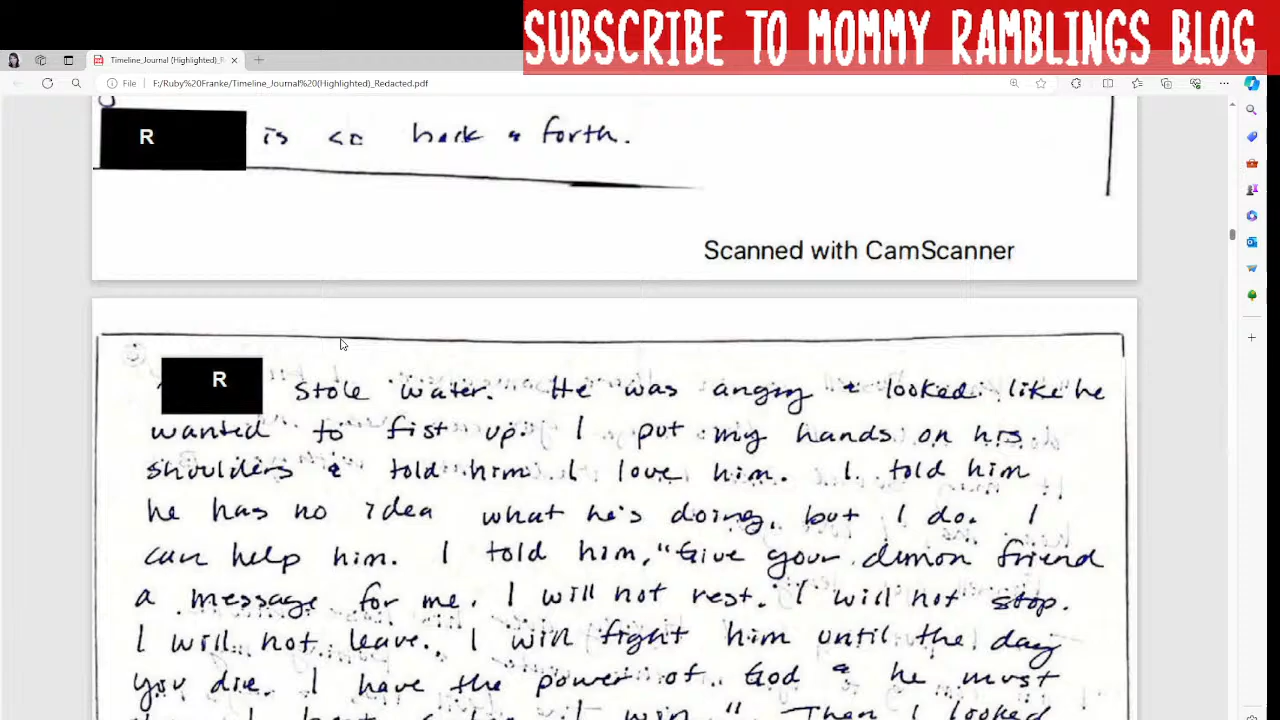 SUBSCRIBE TO MOMMY RAMBLINGS BLOG
Timeline_Journal (Highlighted)_R
File F:/Ruby%20Franke/Timeline_Journal%20(Highlighted)_Redacted.pdf
R is so back & forth.
Scanned with CamScanner
R stole water. He was angry & looked like he
wanted to fist up. I put my hands on his
shoulders & told him I love him. I told him
he has no idea what he's doing, but I do. I
can help him. I told him, "Give your demon friend
a message for me. I will not rest. I will not stop.
I will not leave. I will fight him until the day
you die. I have the power of God & he must
I win." Then I looked